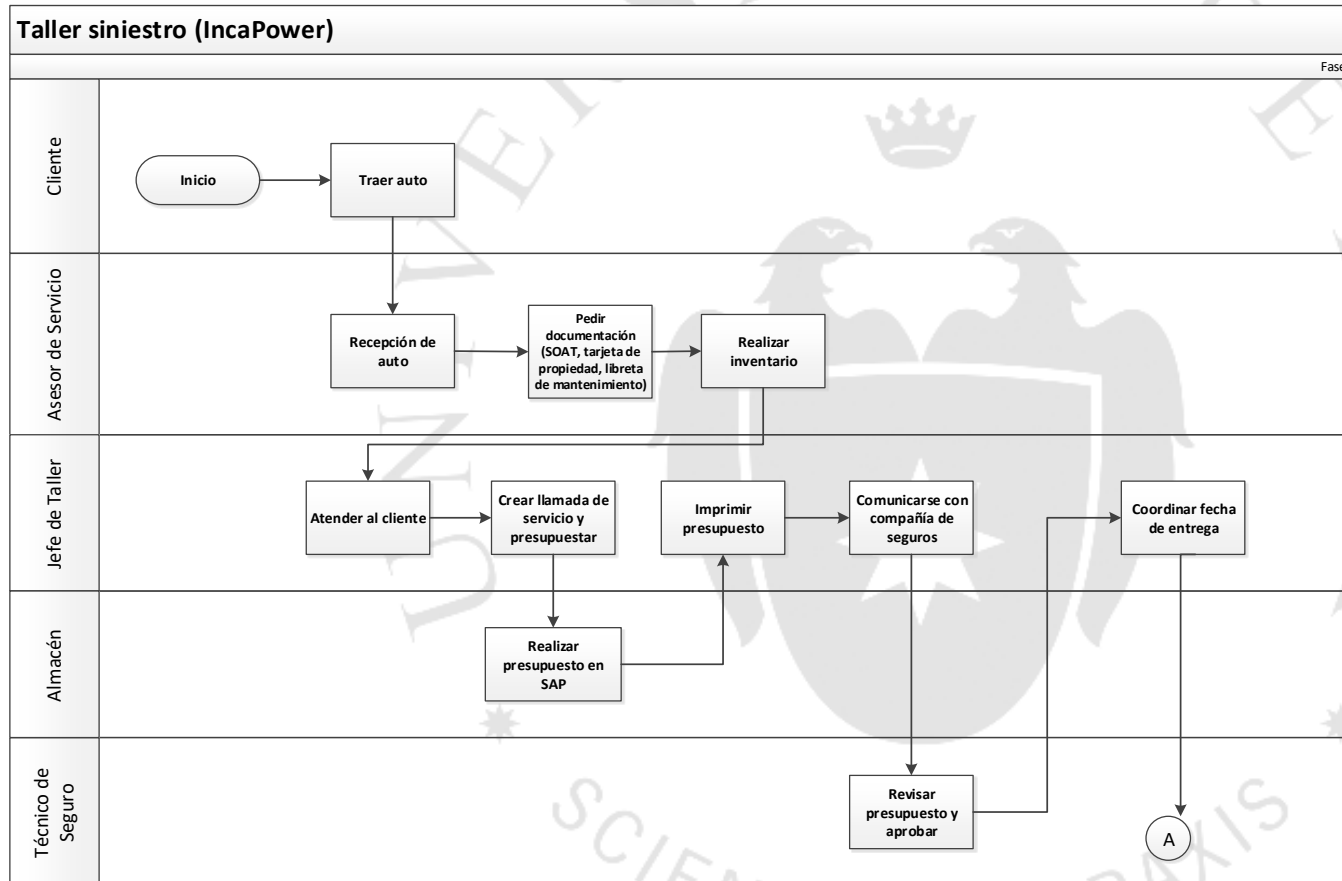 Taller siniestro (IncaPower)
Fase
Cliente
Inicio
Traer auto
Asesor de Servicio
Recepción de
auto
Pedir
documentación
(SOAT, tarjeta de
propiedad, libreta
de mantenimiento)
Realizar
inventario
Jefe de Taller
Atender al cliente
Crear llamada de
servicio y
presupuestar
Imprimir
presupuesto
Comunicarse con
compañía de
seguros
Coordinar fecha
de entrega
Almacén
Realizar
presupuesto en
SAP
Técnico de
Seguro
Revisar
presupuesto y
aprobar
A